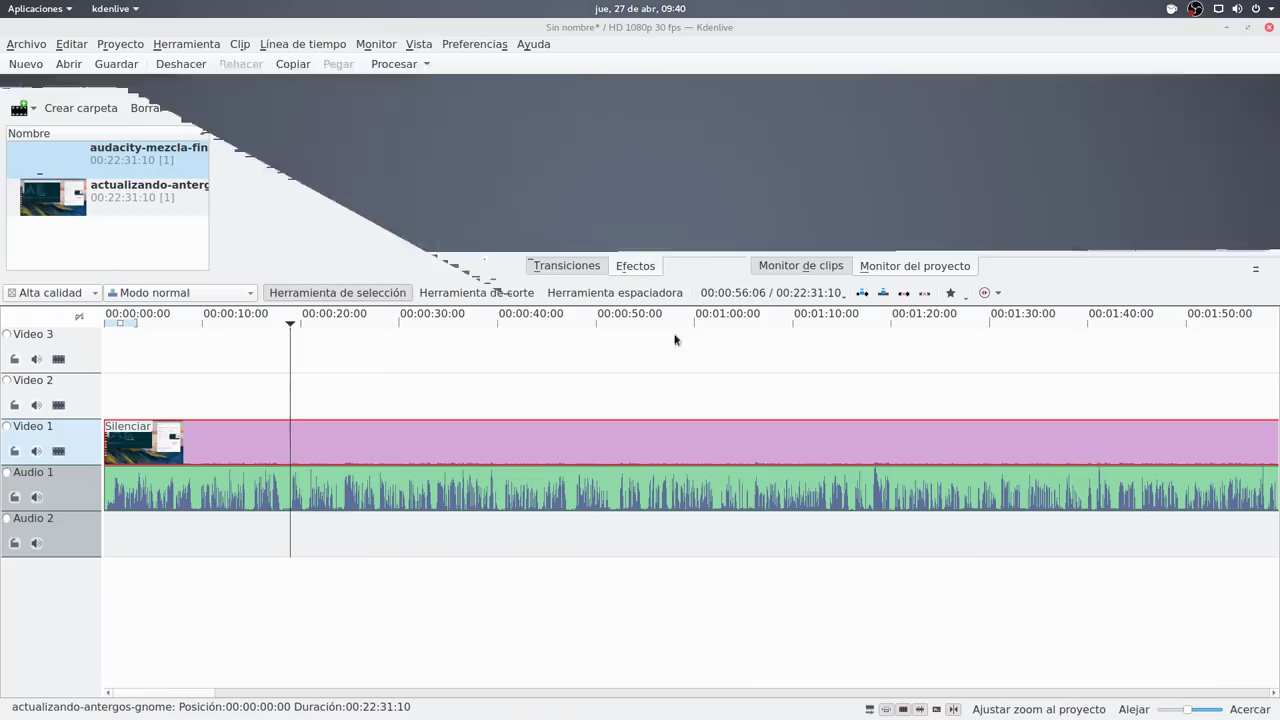 Aplicaciones kdenlive jue, 27 de abr, 09:40
Sin nombre* / HD 1080p 30 fps — Kdenlive
Archivo Editar Proyecto Herramienta Clip Línea de tiempo Monitor Vista Preferencias Ayuda
Nuevo Abrir Guardar Deshacer Rehacer Copiar Pegar Procesar
Crear carpeta Borra
Nombre
audacity-mezcla-fin
00:22:31:10 [1]
actualizando-anterg
00:22:31:10 [1]
Transiciones Efectos Monitor de clips Monitor del proyecto
Alta calidad Modo normal Herramienta de selección Herramienta de corte Herramienta espaciadora 00:00:56:06 / 00:22:31:10
00:00:00:00 00:00:10:00 00:00:20:00 00:00:30:00 00:00:40:00 00:00:50:00 00:01:00:00 00:01:10:00 00:01:20:00 00:01:30:00 00:01:40:00 00:01:50:00
Video 3
Video 2
Video 1 Silenciar
Audio 1
Audio 2
actualizando-antergos-gnome: Posición:00:00:00:00 Duración:00:22:31:10 Ajustar zoom al proyecto Alejar Acercar